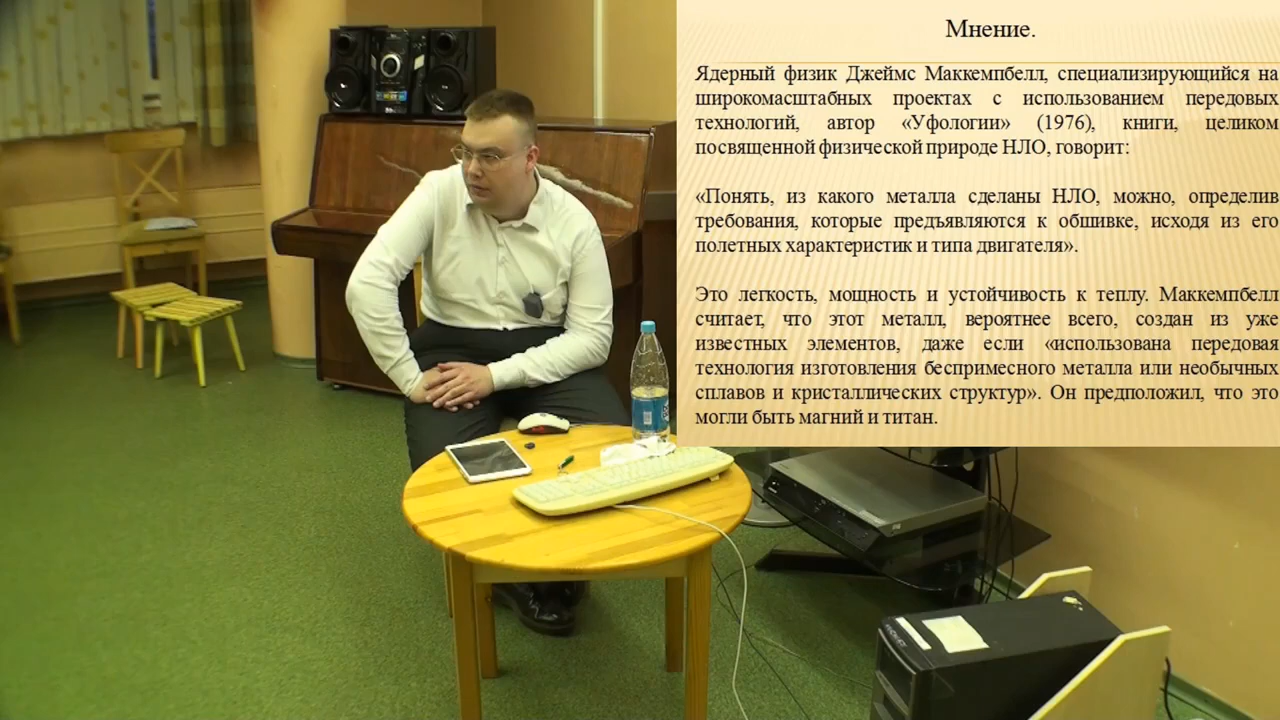 Мнение.
Ядерный физик Джеймс Маккемпбелл, специализирующийся на
широкомасштабных проектах с использованием передовых
технологий, автор «Уфологии» (1976), книги, целиком
посвященной физической природе НЛО, говорит:
«Понять, из какого металла сделаны НЛО, можно, определив
требования, которые предъявляются к обшивке, исходя из его
полетных характеристик и типа двигателя».
Это легкость, мощность и устойчивость к теплу. Маккемпбелл
считает, что этот металл, вероятнее всего, создан из уже
известных элементов, даже если «использована передовая
технология изготовления беспримесного металла или необычных
сплавов и кристаллических структур». Он предположил, что это
могли быть магний и титан.